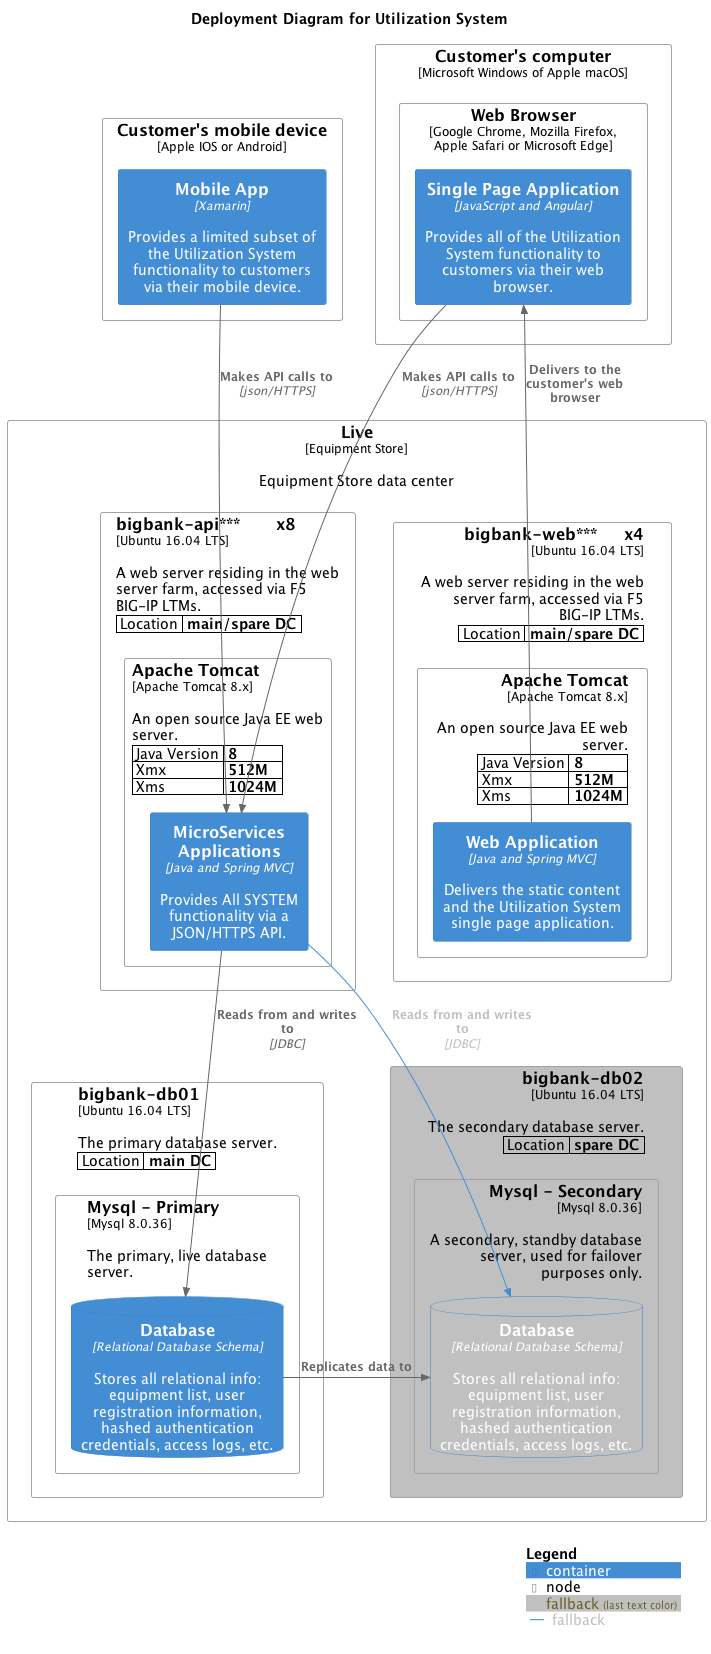 Deployment Diagram for Utilization System
Customer's computer
[Microsoft Windows of Apple macOS]
Web Browser
[Google Chrome, Mozilla Firefox,
Apple Safari or Microsoft Edge]
Customer's mobile device
[Apple IOS or Android]
Mobile App
[Xamarin]
Provides a limited subset of
the Utilization System
functionality to customers
via their mobile device.
Single Page Application
[JavaScript and Angular]
Provides all of the Utilization
System functionality to
customers via their web
browser.
Makes API calls to
[json/HTTPS]
Makes API calls to
[json/HTTPS]
Delivers to the
customer's web
browser
Live
[Equipment Store]
Equipment Store data center
bigbank-api*** x8
[Ubuntu 16.04 LTS]
A web server residing in the web
server farm, accessed via F5
BIG-IP LTMs.
Location main/spare DC
Apache Tomcat
[Apache Tomcat 8.x]
An open source Java EE web
server.
Java Version 8
Xmx 512M
Xms 1024M
MicroServices
Applications
[Java and Spring MVC]
Provides All SYSTEM
functionality via a
JSON/HTTPS API.
bigbank-web*** x4
[Ubuntu 16.04 LTS]
A web server residing in the web
server farm, accessed via F5
BIG-IP LTMs.
Location main/spare DC
Apache Tomcat
[Apache Tomcat 8.x]
An open source Java EE web
server.
Java Version 8
Xmx 512M
Xms 1024M
Web Application
[Java and Spring MVC]
Delivers the static content
and the Utilization System
single page application.
Reads from and writes
to
[JDBC]
Reads from and writes
to
[JDBC]
bigbank-db01
[Ubuntu 16.04 LTS]
The primary database server.
Location main DC
Mysql - Primary
[Mysql 8.0.36]
The primary, live database
server.
Database
[Relational Database Schema]
Stores all relational info:
equipment list, user
registration information,
hashed authentication
credentials, access logs, etc.
Replicates data to
bigbank-db02
[Ubuntu 16.04 LTS]
The secondary database server.
Location spare DC
Mysql - Secondary
[Mysql 8.0.36]
A secondary, standby database
server, used for failover
purposes only.
Database
[Relational Database Schema]
Stores all relational info:
equipment list, user
registration information,
hashed authentication
credentials, access logs, etc.
Legend
container
node
fallback (last text color)
fallback